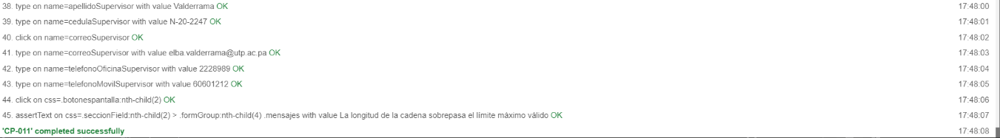 38. type on name=apellidoSupervisor with value Valderrama OK 17:48:00
39. type on name=cedulaSupervisor with value N-20-2247 OK 17:48:01
40. click on name=correoSupervisor OK 17:48:02
41. type on name=correoSupervisor with value elba.valderrama@utp.ac.pa OK 17:48:03
42. type on name=telefonoOficinaSupervisor with value 2228989 OK 17:48:04
43. type on name=telefonoMovilSupervisor with value 60601212 OK 17:48:05
44. click on css=.botonespantalla:nth-child(2) OK 17:48:06
45. assertText on css=.seccionField:nth-child(2) > .formGroup:nth-child(4) .mensajes with value La longitud de la cadena sobrepasa el límite máximo válido OK 17:48:07
'CP-011' completed successfully 17:48:08